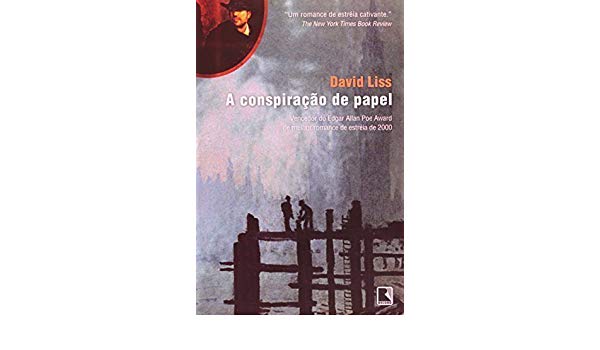 "Um romance de estréia cativante."
The New York Times Book Review
David Liss
A conspiração de papel
Vencedor do Edgar Allan Poe Award
de melhor romance de estréia de 2000